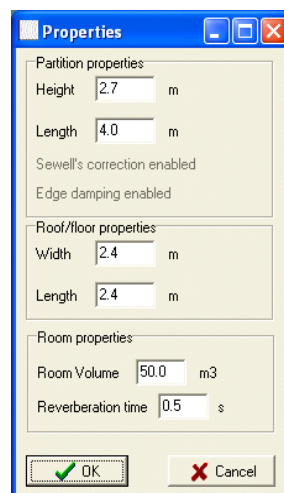 Properties
Partition properties
Height 2.7 m
Length 4.0 m
Sewell's correction enabled
Edge damping enabled
Roof/floor properties
Width 2.4 m
Length 2.4 m
Room properties
Room Volume 50.0 m3
Reverberation time 0.5 s
OK Cancel